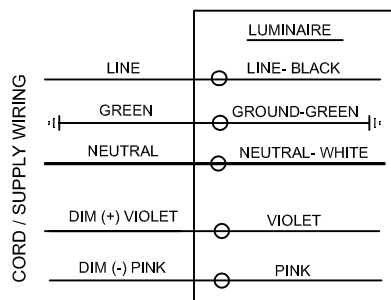 LUMINAIRE
LINE LINE- BLACK
GREEN GROUND-GREEN
NEUTRAL NEUTRAL- WHITE
DIM (+) VIOLET VIOLET
DIM (-) PINK PINK
CORD / SUPPLY WIRING